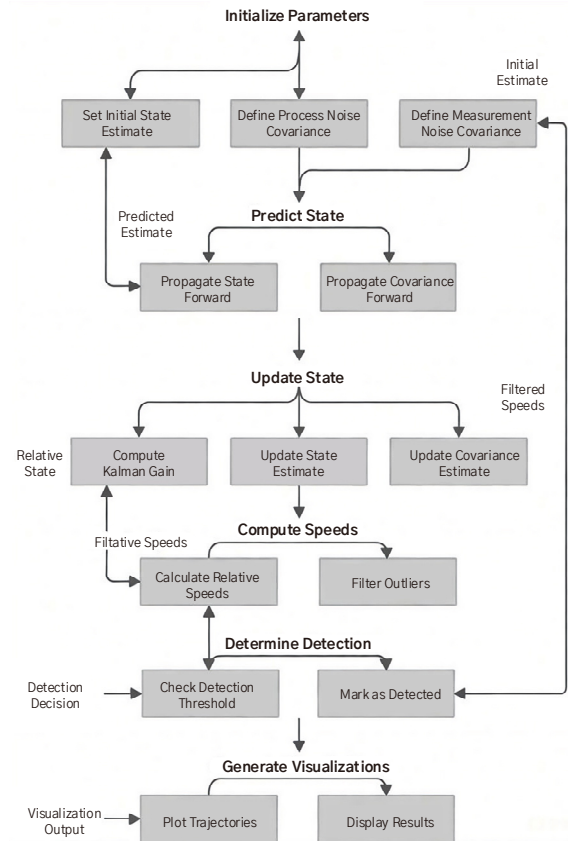 Initialize Parameters
Initial
Estimate
Set Initial State
Estimate
Define Process Noise
Covariance
Define Measurement
Noise Covariance
Predicted
Estimate
Predict State
Propagate State
Forward
Propagate Covariance
Forward
Update State
Filtered
Speeds
Relative
State
Compute
Kalman Gain
Update State
Estimate
Update Covariance
Estimate
Compute Speeds
Filtative Speeds
Calculate Relative
Speeds
Filter Outliers
Determine Detection
Detection
Decision
Check Detection
Threshold
Mark as Detected
Generate Visualizations
Visualization
Output
Plot Trajectories
Display Results